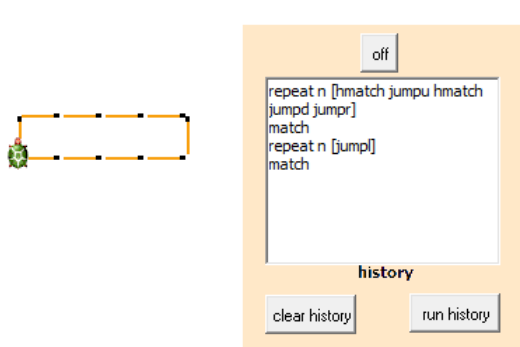 off
repeat n [hmatch jumpu hmatch
jumpd jumpr]
match
repeat n [jumpl]
match
history
clear history
run history